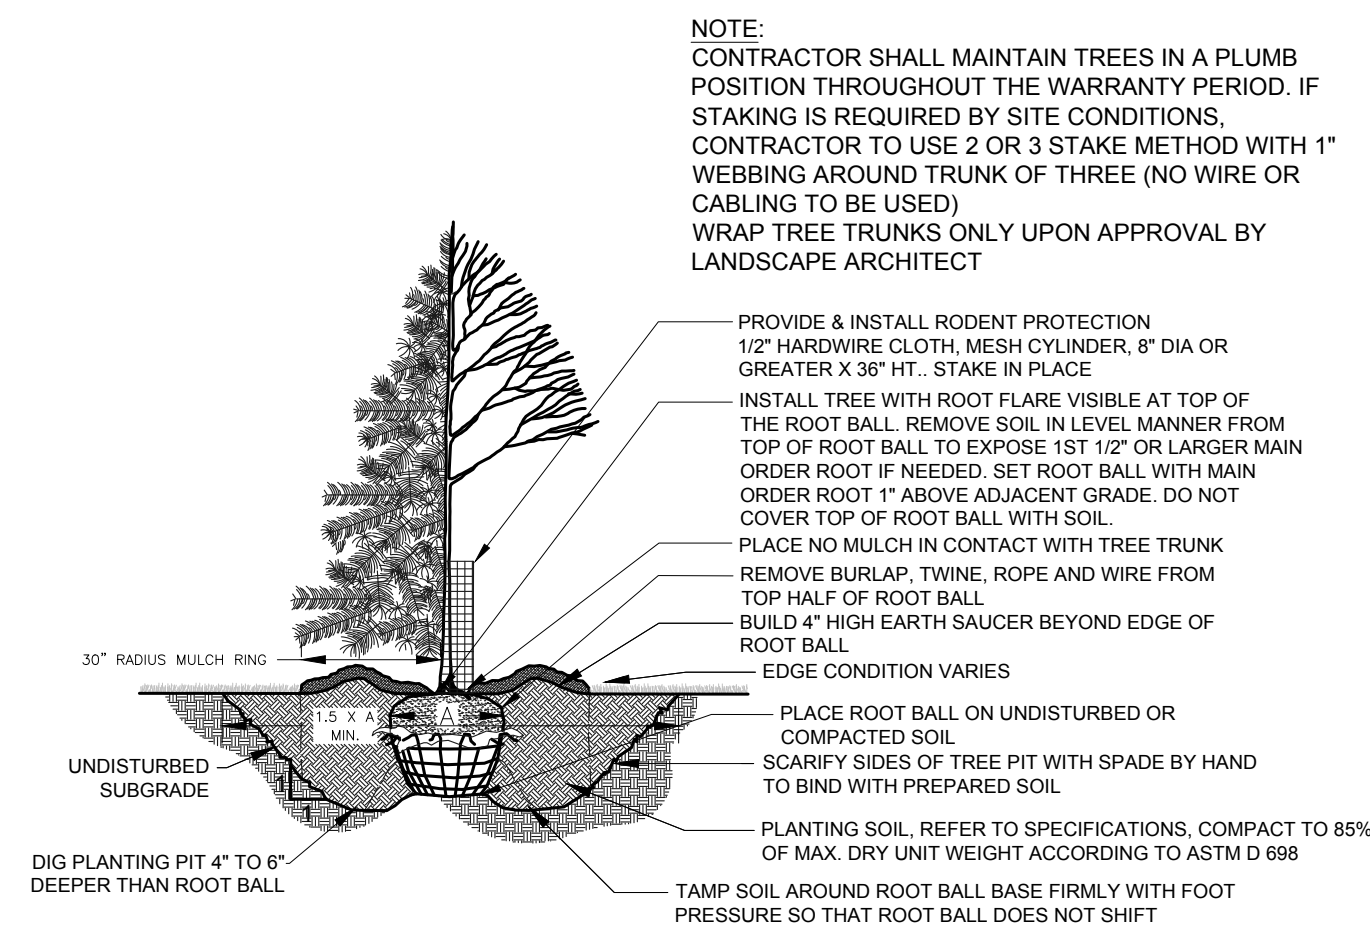 NOTE:
CONTRACTOR SHALL MAINTAIN TREES IN A PLUMB
POSITION THROUGHOUT THE WARRANTY PERIOD. IF
STAKING IS REQUIRED BY SITE CONDITIONS,
CONTRACTOR TO USE 2 OR 3 STAKE METHOD WITH 1"
WEBBING AROUND TRUNK OF THREE (NO WIRE OR
CABLING TO BE USED)
WRAP TREE TRUNKS ONLY UPON APPROVAL BY
LANDSCAPE ARCHITECT
PROVIDE & INSTALL RODENT PROTECTION
1/2" HARDWIRE CLOTH, MESH CYLINDER, 8" DIA OR
GREATER X 36" HT.. STAKE IN PLACE
INSTALL TREE WITH ROOT FLARE VISIBLE AT TOP OF
THE ROOT BALL. REMOVE SOIL IN LEVEL MANNER FROM
TOP OF ROOT BALL TO EXPOSE 1ST 1/2" OR LARGER MAIN
ORDER ROOT IF NEEDED. SET ROOT BALL WITH MAIN
ORDER ROOT 1" ABOVE ADJACENT GRADE. DO NOT
COVER TOP OF ROOT BALL WITH SOIL.
PLACE NO MULCH IN CONTACT WITH TREE TRUNK
REMOVE BURLAP, TWINE, ROPE AND WIRE FROM
TOP HALF OF ROOT BALL
BUILD 4" HIGH EARTH SAUCER BEYOND EDGE OF
ROOT BALL
30" RADIUS MULCH RING
EDGE CONDITION VARIES
1.5 X A
MIN.
A
PLACE ROOT BALL ON UNDISTURBED OR
COMPACTED SOIL
UNDISTURBED
SUBGRADE
SCARIFY SIDES OF TREE PIT WITH SPADE BY HAND
TO BIND WITH PREPARED SOIL
1
1
PLANTING SOIL, REFER TO SPECIFICATIONS, COMPACT TO 85%
OF MAX. DRY UNIT WEIGHT ACCORDING TO ASTM D 698
DIG PLANTING PIT 4" TO 6"
DEEPER THAN ROOT BALL
TAMP SOIL AROUND ROOT BALL BASE FIRMLY WITH FOOT
PRESSURE SO THAT ROOT BALL DOES NOT SHIFT